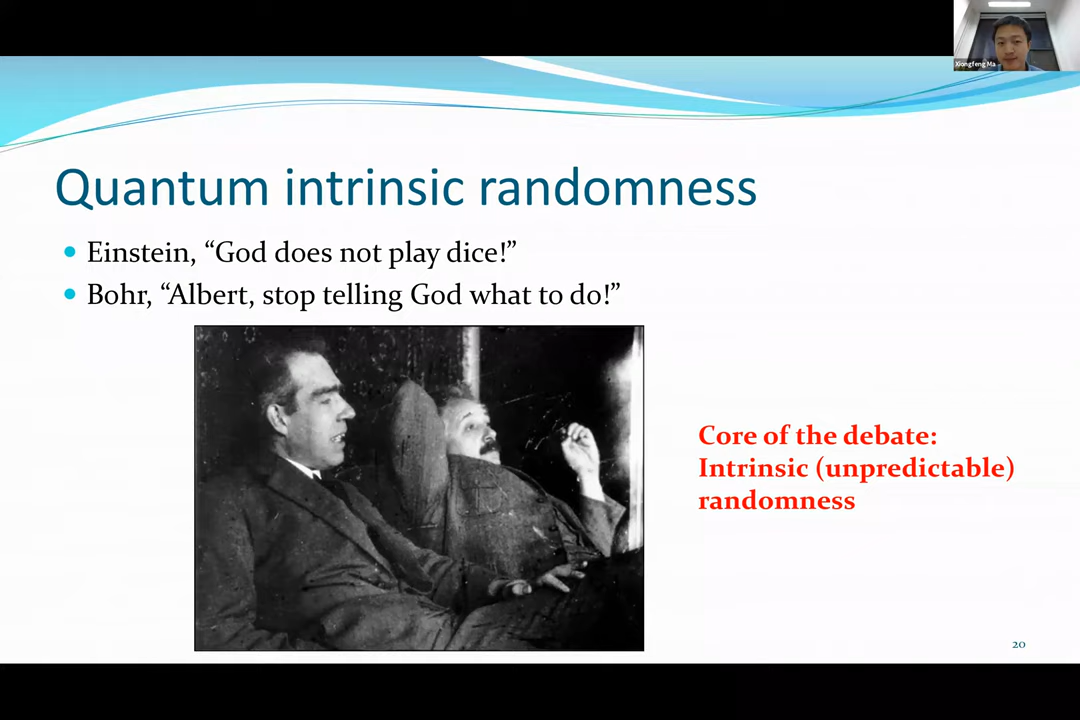 Xiongfeng Ma
Quantum intrinsic randomness
Einstein, “God does not play dice!”
Bohr, “Albert, stop telling God what to do!”
Core of the debate:
Intrinsic (unpredictable)
randomness
20